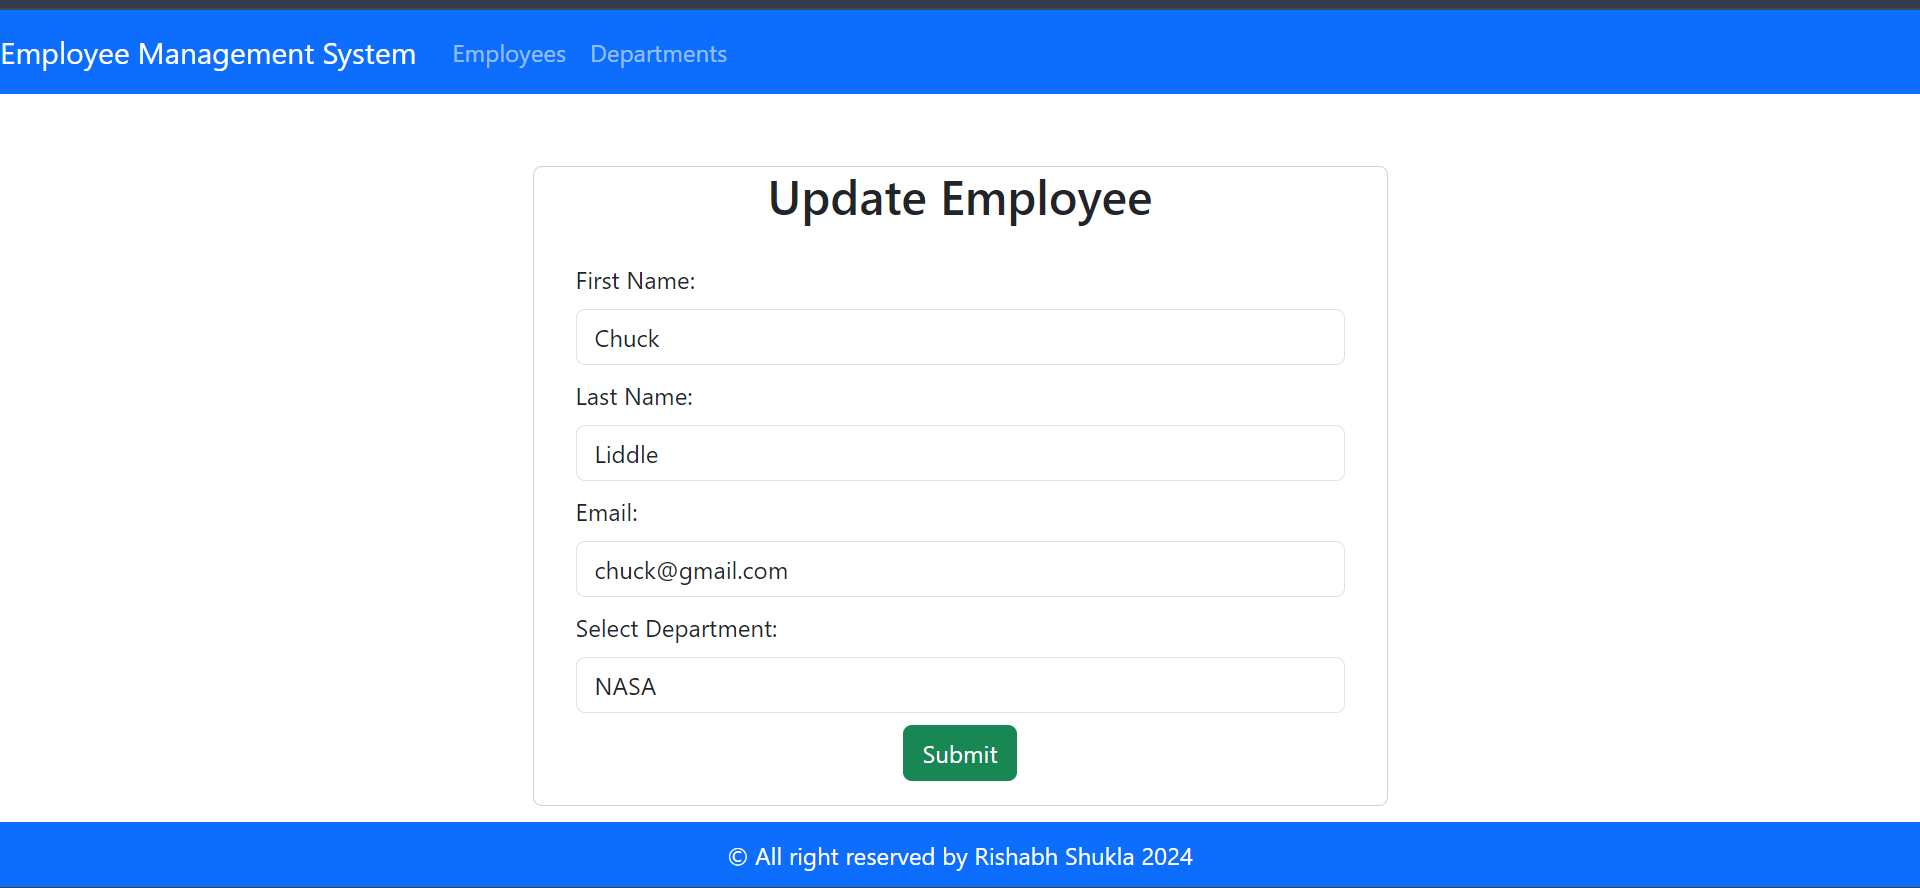 Employee Management System Employees Departments
Update Employee
First Name:
Chuck
Last Name:
Liddle
Email:
chuck@gmail.com
Select Department:
NASA
Submit
© All right reserved by Rishabh Shukla 2024